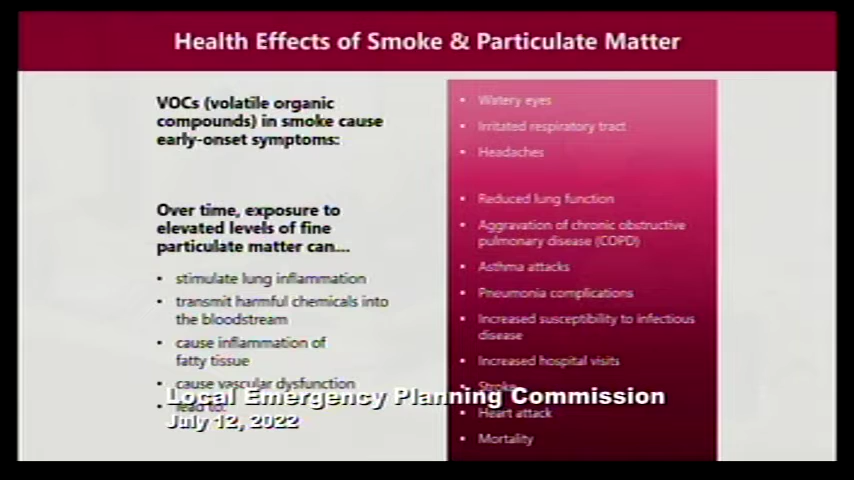 Health Effects of Smoke & Particulate Matter
VOCs (volatile organic
compounds) in smoke cause
early-onset symptoms:
• Watery eyes
• Irritated respiratory tract
• Headaches
Over time, exposure to
elevated levels of fine
particulate matter can...
• stimulate lung inflammation
• transmit harmful chemicals into
the bloodstream
• cause inflammation of
fatty tissue
• cause vascular dysfunction
• lead to:
• Reduced lung function
• Aggravation of chronic obstructive
pulmonary disease (COPD)
• Asthma attacks
• Pneumonia complications
• Increased susceptibility to infectious
disease
• Increased hospital visits
• Stroke
• Heart attack
• Mortality
Local Emergency Planning Commission
July 12, 2022